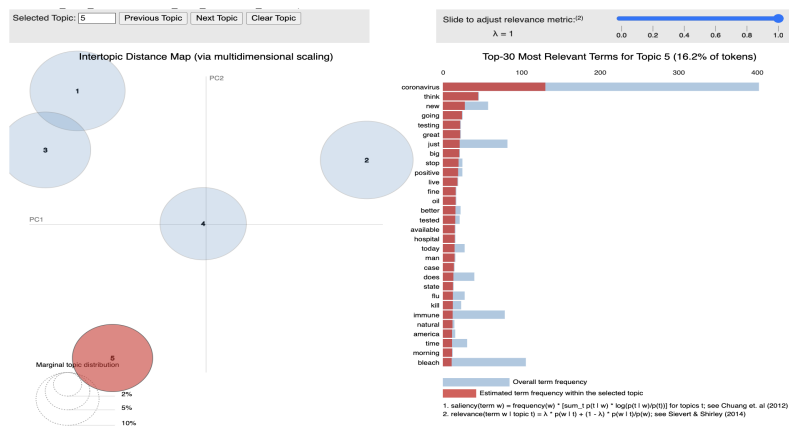 Selected Topic: 5 Previous Topic Next Topic Clear Topic
Slide to adjust relevance metric:(2)
λ = 1
0.0 0.2 0.4 0.6 0.8 1.0
Intertopic Distance Map (via multidimensional scaling)
PC2
PC1
1
3
2
4
5
Marginal topic distribution
2%
5%
10%
Top-30 Most Relevant Terms for Topic 5 (16.2% of tokens)
0 100 200 300 400
coronavirus
think
new
going
testing
great
just
big
stop
positive
live
fine
oil
better
tested
available
hospital
today
man
case
does
state
flu
kill
immune
natural
america
time
morning
bleach
Overall term frequency
Estimated term frequency within the selected topic
1. saliency(term w) = frequency(w) * [sum_t p(t | w) * log(p(t | w)/p(t))] for topics t; see Chuang et. al (2012)
2. relevance(term w | topic t) = λ * p(w | t) + (1 - λ) * p(w | t)/p(w); see Sievert & Shirley (2014)